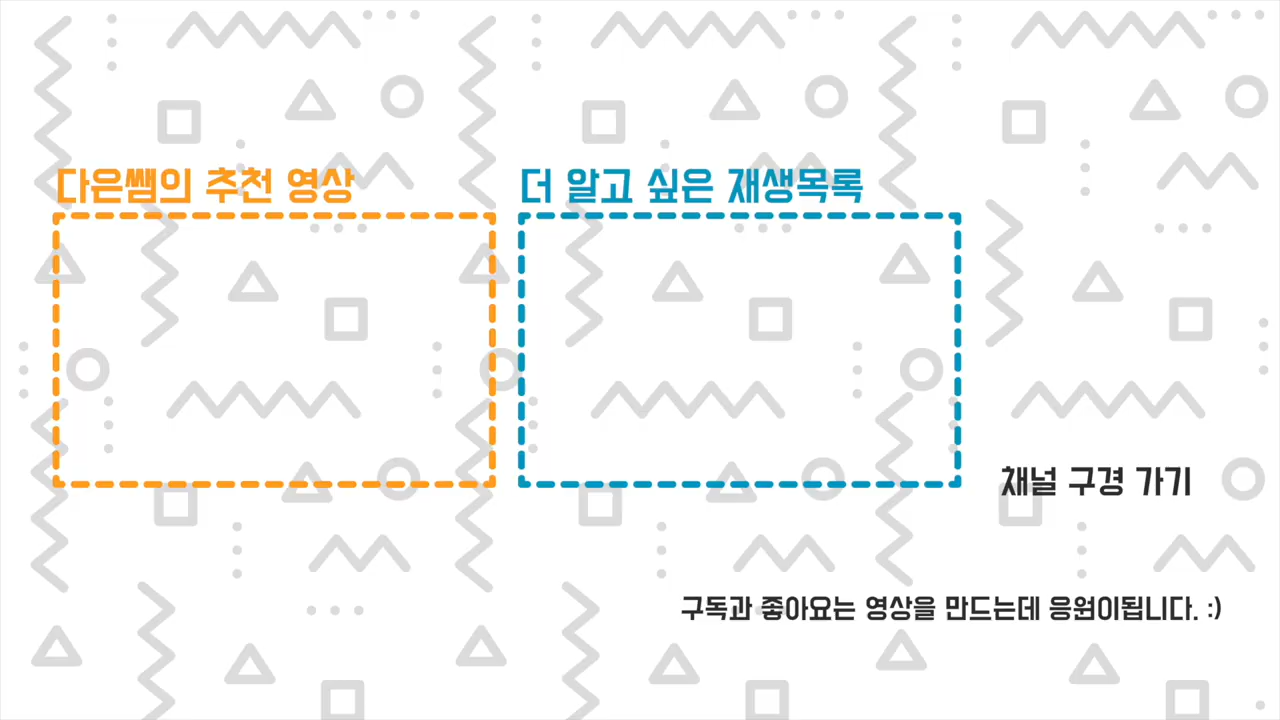 다은쌤의 추천 영상
더 알고 싶은 재생목록
채널 구경 가기
구독과 좋아요는 영상을 만드는데 응원이됩니다. :)